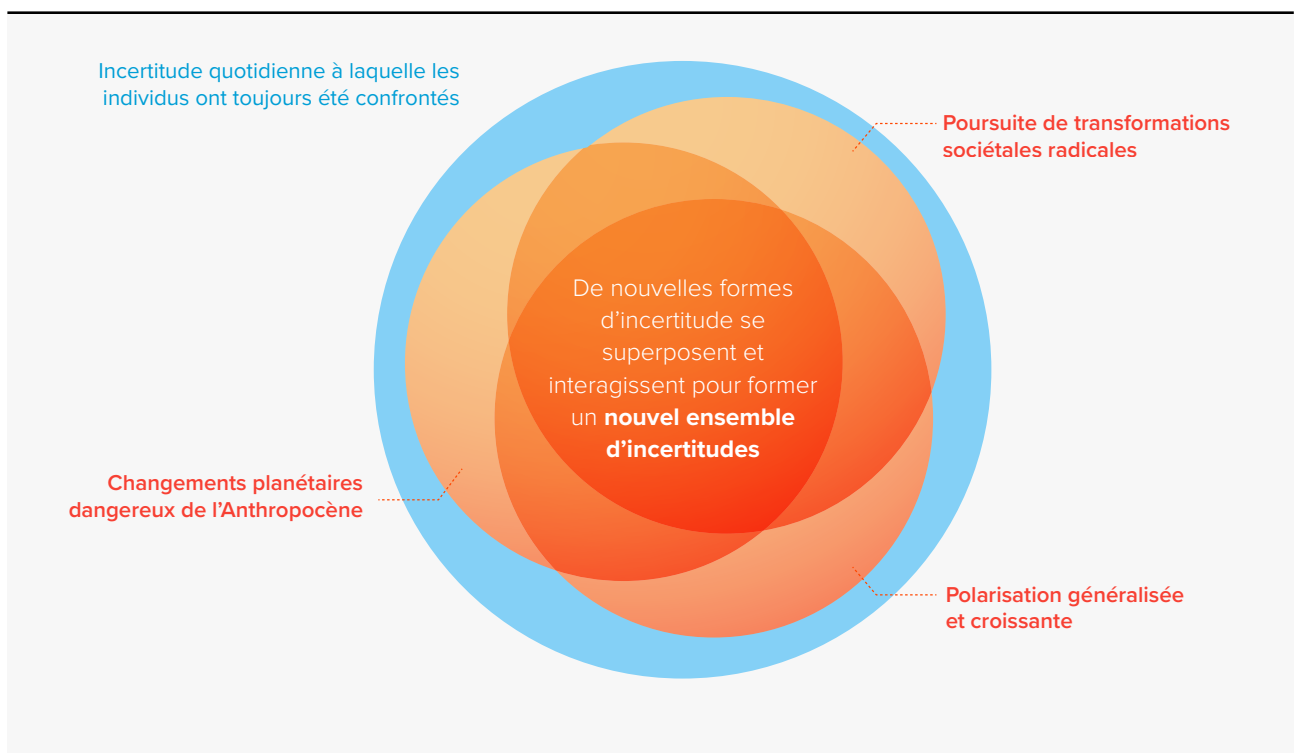 Incertitude quotidienne à laquelle les
individus ont toujours été confrontés
Poursuite de transformations
sociétales radicales
De nouvelles formes
d’incertitude se
superposent et
interagissent pour former
un nouvel ensemble
d’incertitudes
Changements planétaires
dangereux de l’Anthropocène
Polarisation généralisée
et croissante